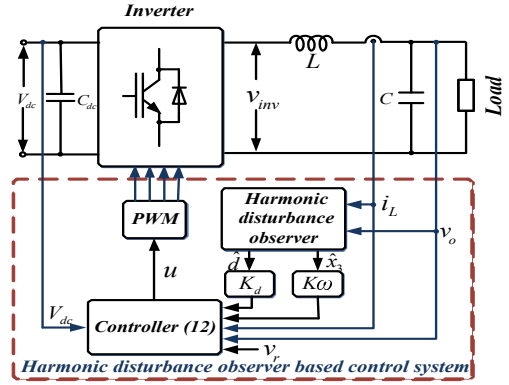 Inverter
V_dc
C_dc
v_inv
L
C
Load
PWM
Harmonic
disturbance
observer
i_L
v_o
u
d̂
x̂_3
K_d
Kω
V_dc
Controller (12)
v_r
Harmonic disturbance observer based control system